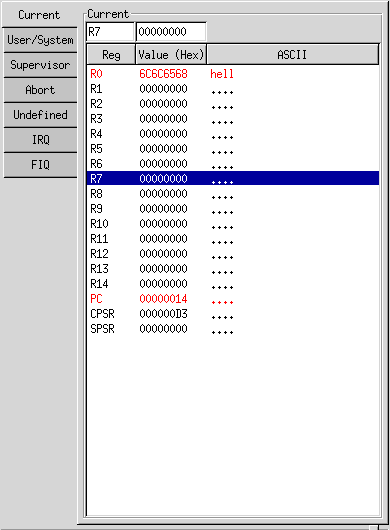 Current
User/System
Supervisor
Abort
Undefined
IRQ
FIQ
Current
R7 00000000
Reg Value (Hex) ASCII
R0 6C6C6568 hell
R1 00000000 ....
R2 00000000 ....
R3 00000000 ....
R4 00000000 ....
R5 00000000 ....
R6 00000000 ....
R7 00000000 ....
R8 00000000 ....
R9 00000000 ....
R10 00000000 ....
R11 00000000 ....
R12 00000000 ....
R13 00000000 ....
R14 00000000 ....
PC 00000014 ....
CPSR 000000D3 ....
SPSR 00000000 ....